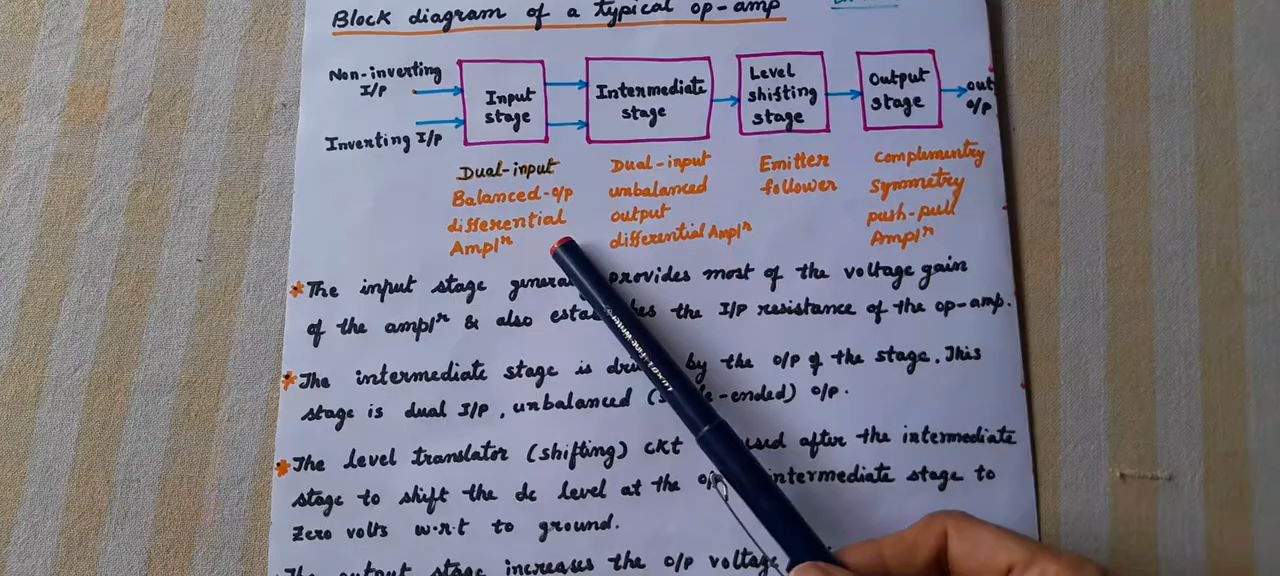 Block diagram of a typical op-amp
Non-inverting I/P
Inverting I/P
Input stage
Intermediate stage
Level shifting stage
Output stage
out O/P
Dual-input
Balanced-o/p
differential
Amplr
Dual-input
unbalanced
output
differential Amplr
Emitter
follower
Complementry
Symmetry
push-pull
Amplr
*The input stage provides most of the voltage gain
of the amplr & also the I/P resistance of the op-amp.
*The intermediate stage is by the O/P of the stage. This
stage is dual I/P, unbalanced ( -ended) O/P.
*The level translator (shifting) CKT used after the intermediate
stage to shift the dc level at the intermediate stage to
Zero volts w.r.t to ground.
The output stage increases the O/P voltage